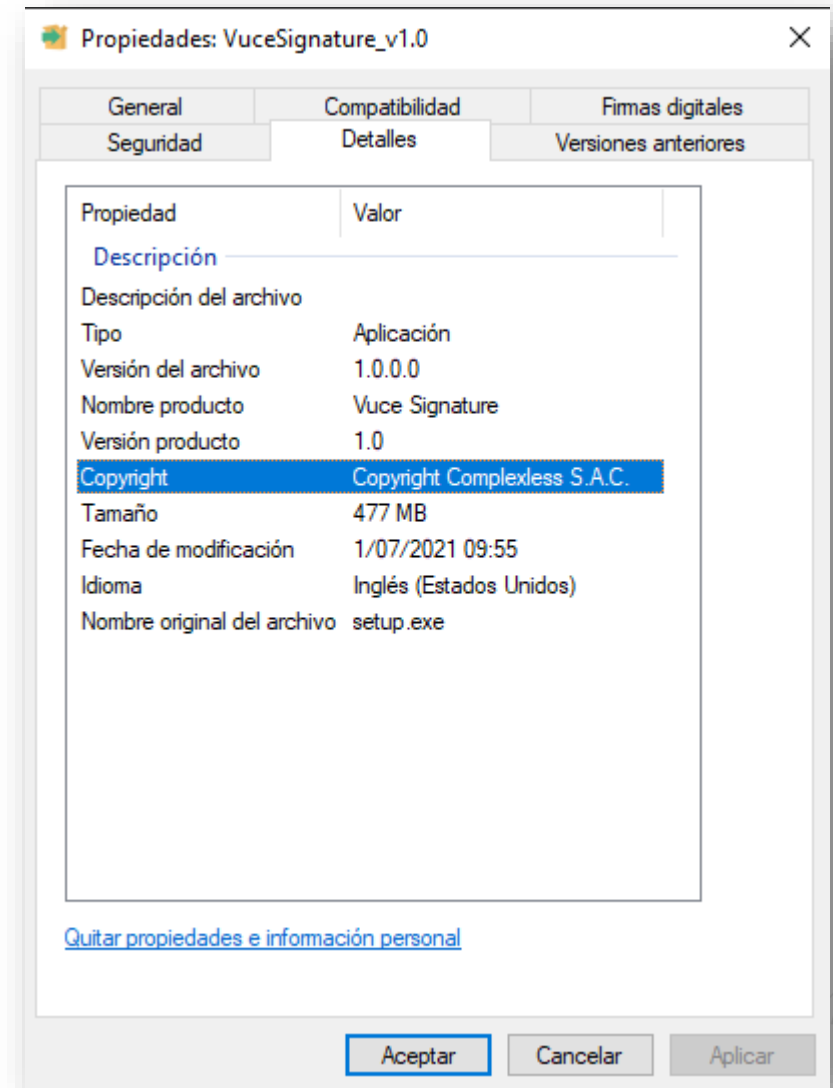 Propiedades: VuceSignature_v1.0
General Compatibilidad Firmas digitales
Seguridad Detalles Versiones anteriores
Propiedad Valor
Descripción
Descripción del archivo
Tipo Aplicación
Versión del archivo 1.0.0.0
Nombre producto Vuce Signature
Versión producto 1.0
Copyright Copyright Complexless S.A.C.
Tamaño 477 MB
Fecha de modificación 1/07/2021 09:55
Idioma Inglés (Estados Unidos)
Nombre original del archivo setup.exe
Quitar propiedades e información personal
Aceptar Cancelar Aplicar